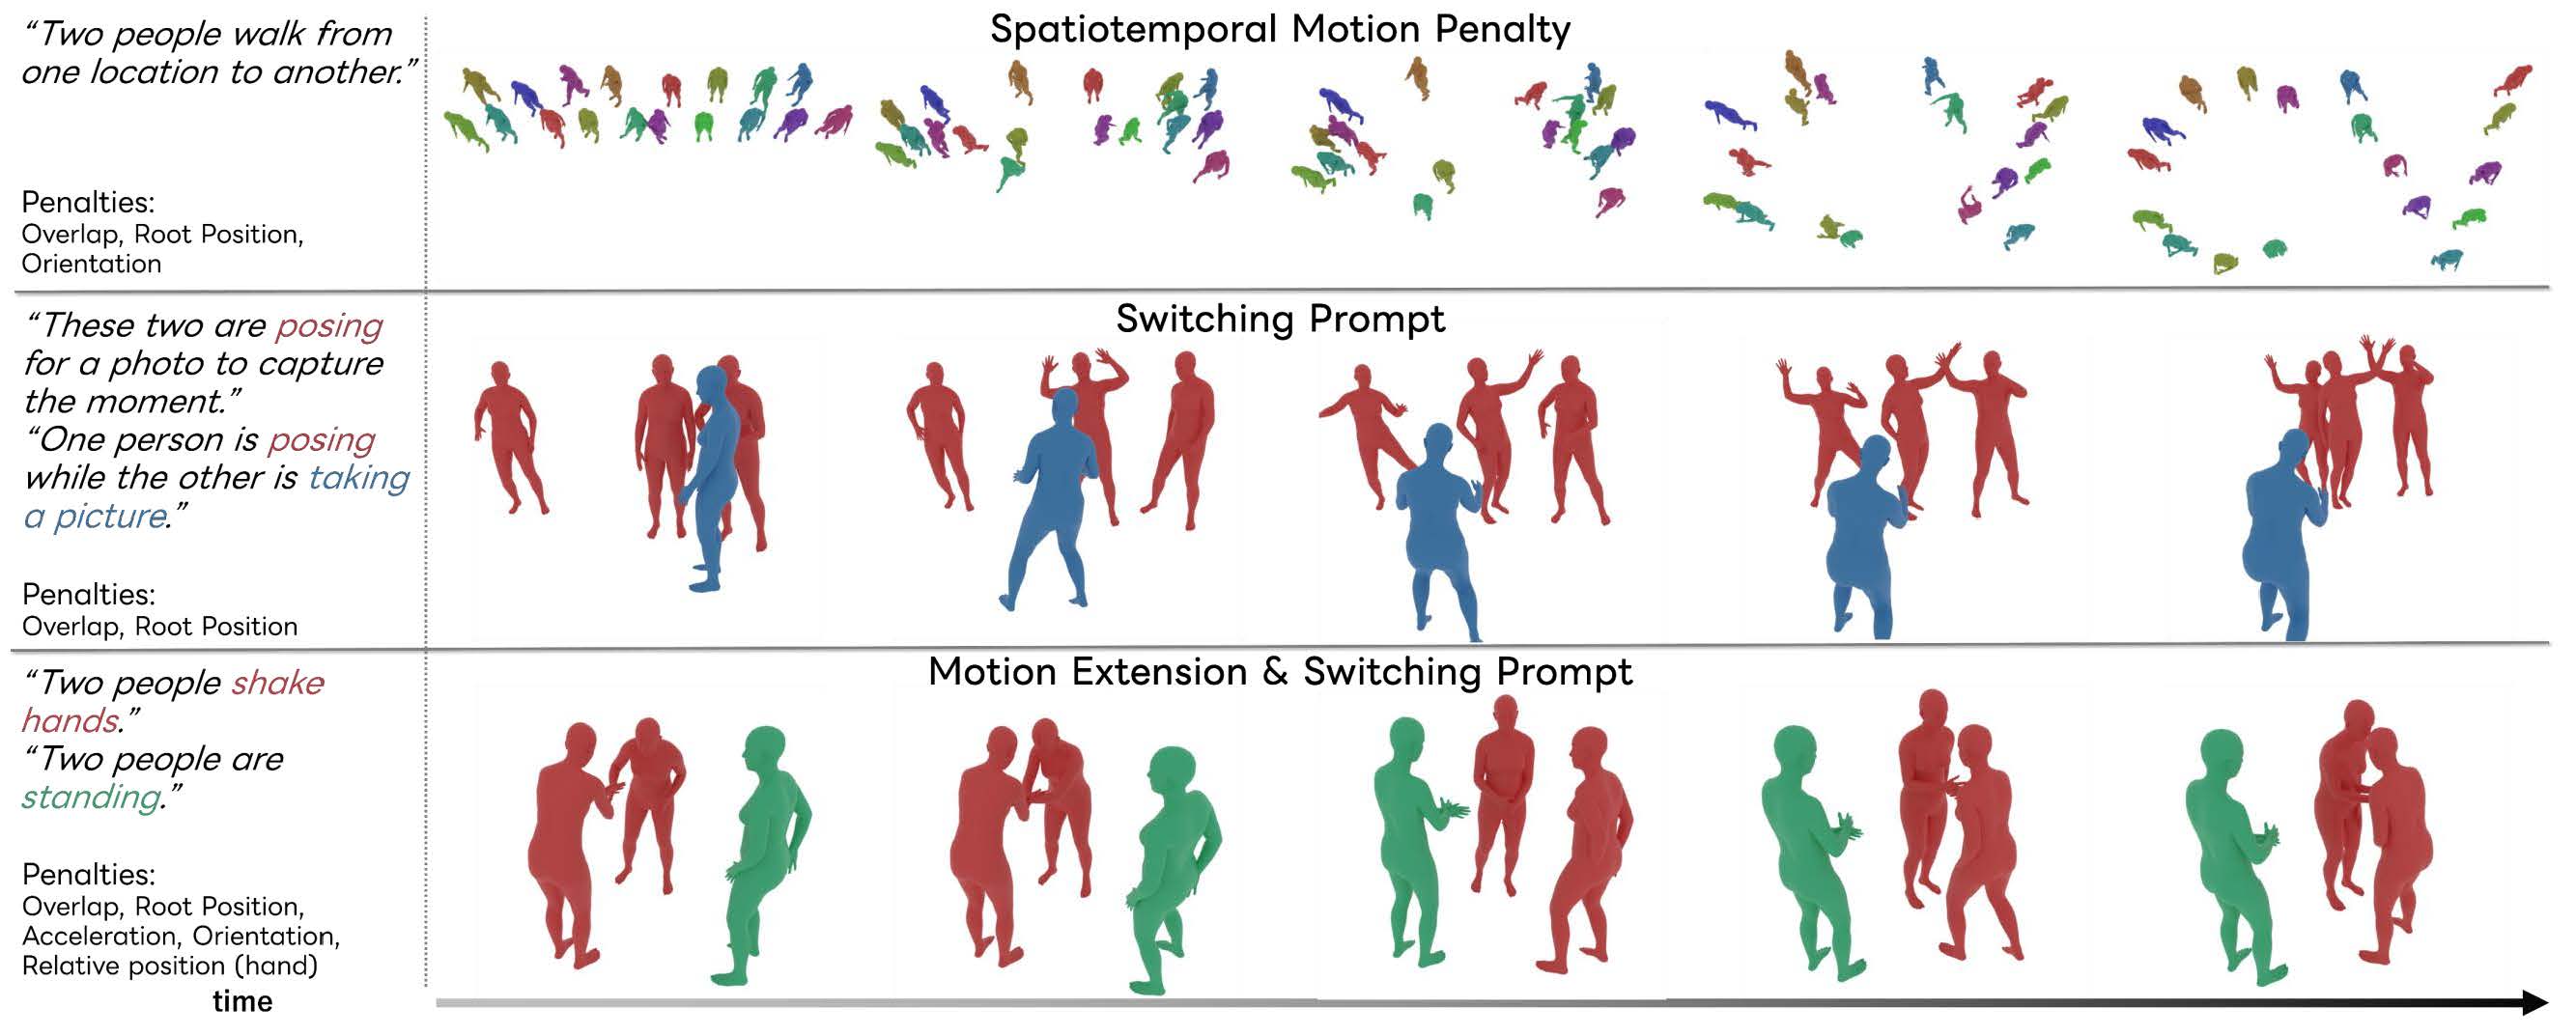 Spatiotemporal Motion Penalty
“Two people walk from
one location to another.”
Penalties:
Overlap, Root Position,
Orientation
Switching Prompt
“These two are posing
for a photo to capture
the moment.”
“One person is posing
while the other is taking
a picture.”
Penalties:
Overlap, Root Position
Motion Extension & Switching Prompt
“Two people shake
hands.”
“Two people are
standing.”
Penalties:
Overlap, Root Position,
Acceleration, Orientation,
Relative position (hand)
time